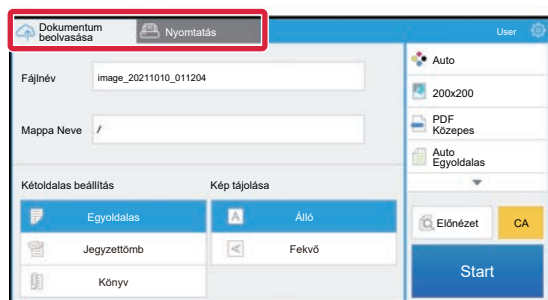 Dokumentum
beolvasása
Nyomtatás
User
Fájlnév
image_20211010_011204
Mappa Neve
/
Kétoldalas beállítás
Kép tájolása
Egyoldalas
Jegyzettömb
Könyv
A
Álló
Fekvő
Auto
200x200
PDF
Közepes
Auto
Egyoldalas
Előnézet
CA
Start